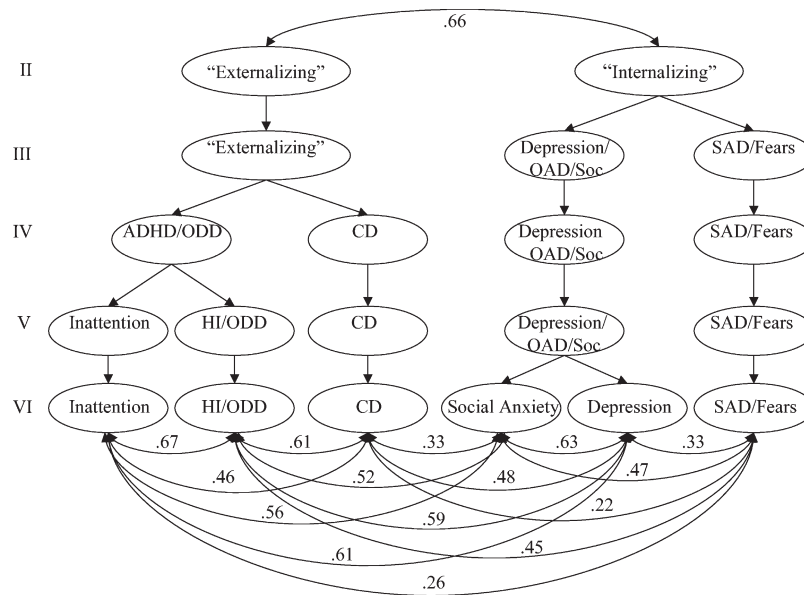 .66
II
“Externalizing”
“Internalizing”
III
“Externalizing”
Depression/
OAD/Soc
SAD/Fears
IV
ADHD/ODD
CD
Depression
OAD/Soc
SAD/Fears
V
Inattention
HI/ODD
CD
Depression/
OAD/Soc
SAD/Fears
VI
Inattention
HI/ODD
CD
Social Anxiety
Depression
SAD/Fears
.67
.61
.33
.63
.33
.46
.52
.48
.47
.56
.59
.22
.61
.45
.26